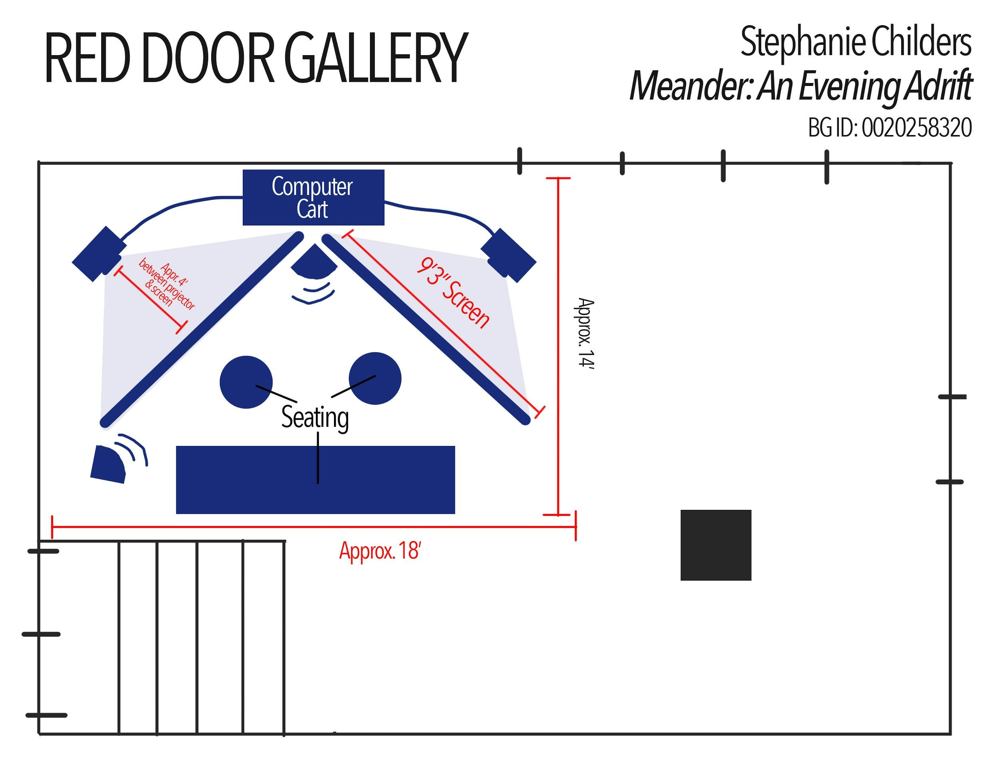 RED DOOR GALLERY
Stephanie Childers
Meander: An Evening Adrift
BG ID: 0020258320
Computer
Cart
Appr. 4'
between projector
& screen
9'3" Screen
Approx. 14'
Seating
Approx. 18'